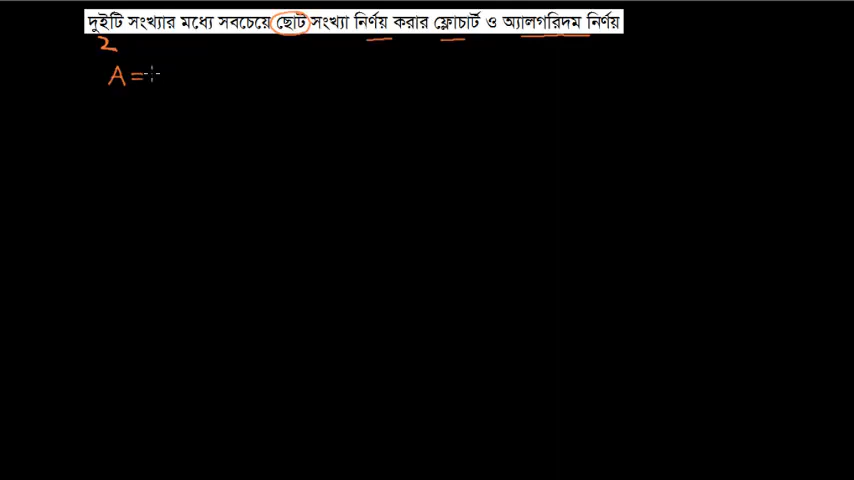 দুইটি সংখ্যার মধ্যে সবচেয়ে ছোট সংখ্যা নির্ণয় করার ফ্লোচার্ট ও অ্যালগরিদম নির্ণয়
2
A =